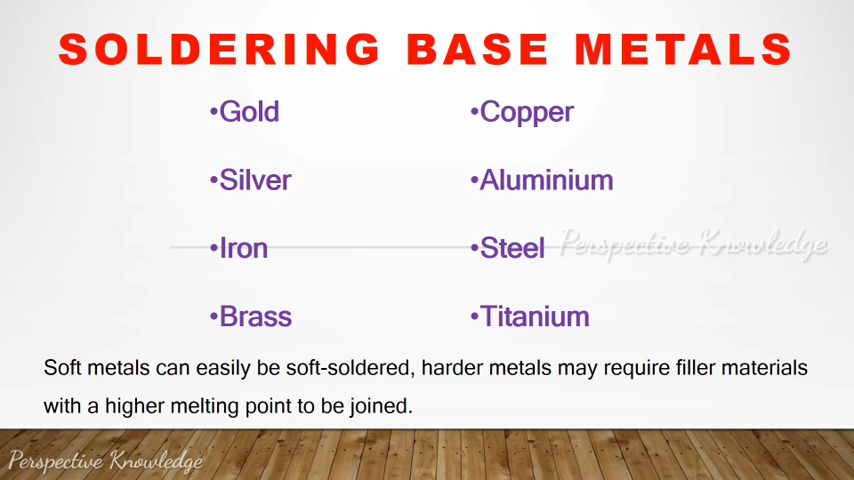 SOLDERING BASE METALS
•Gold
•Copper
•Silver
•Aluminium
•Iron
•Steel
Perspective Knowledge
•Brass
•Titanium
Soft metals can easily be soft-soldered, harder metals may require filler materials
with a higher melting point to be joined.
Perspective Knowledge